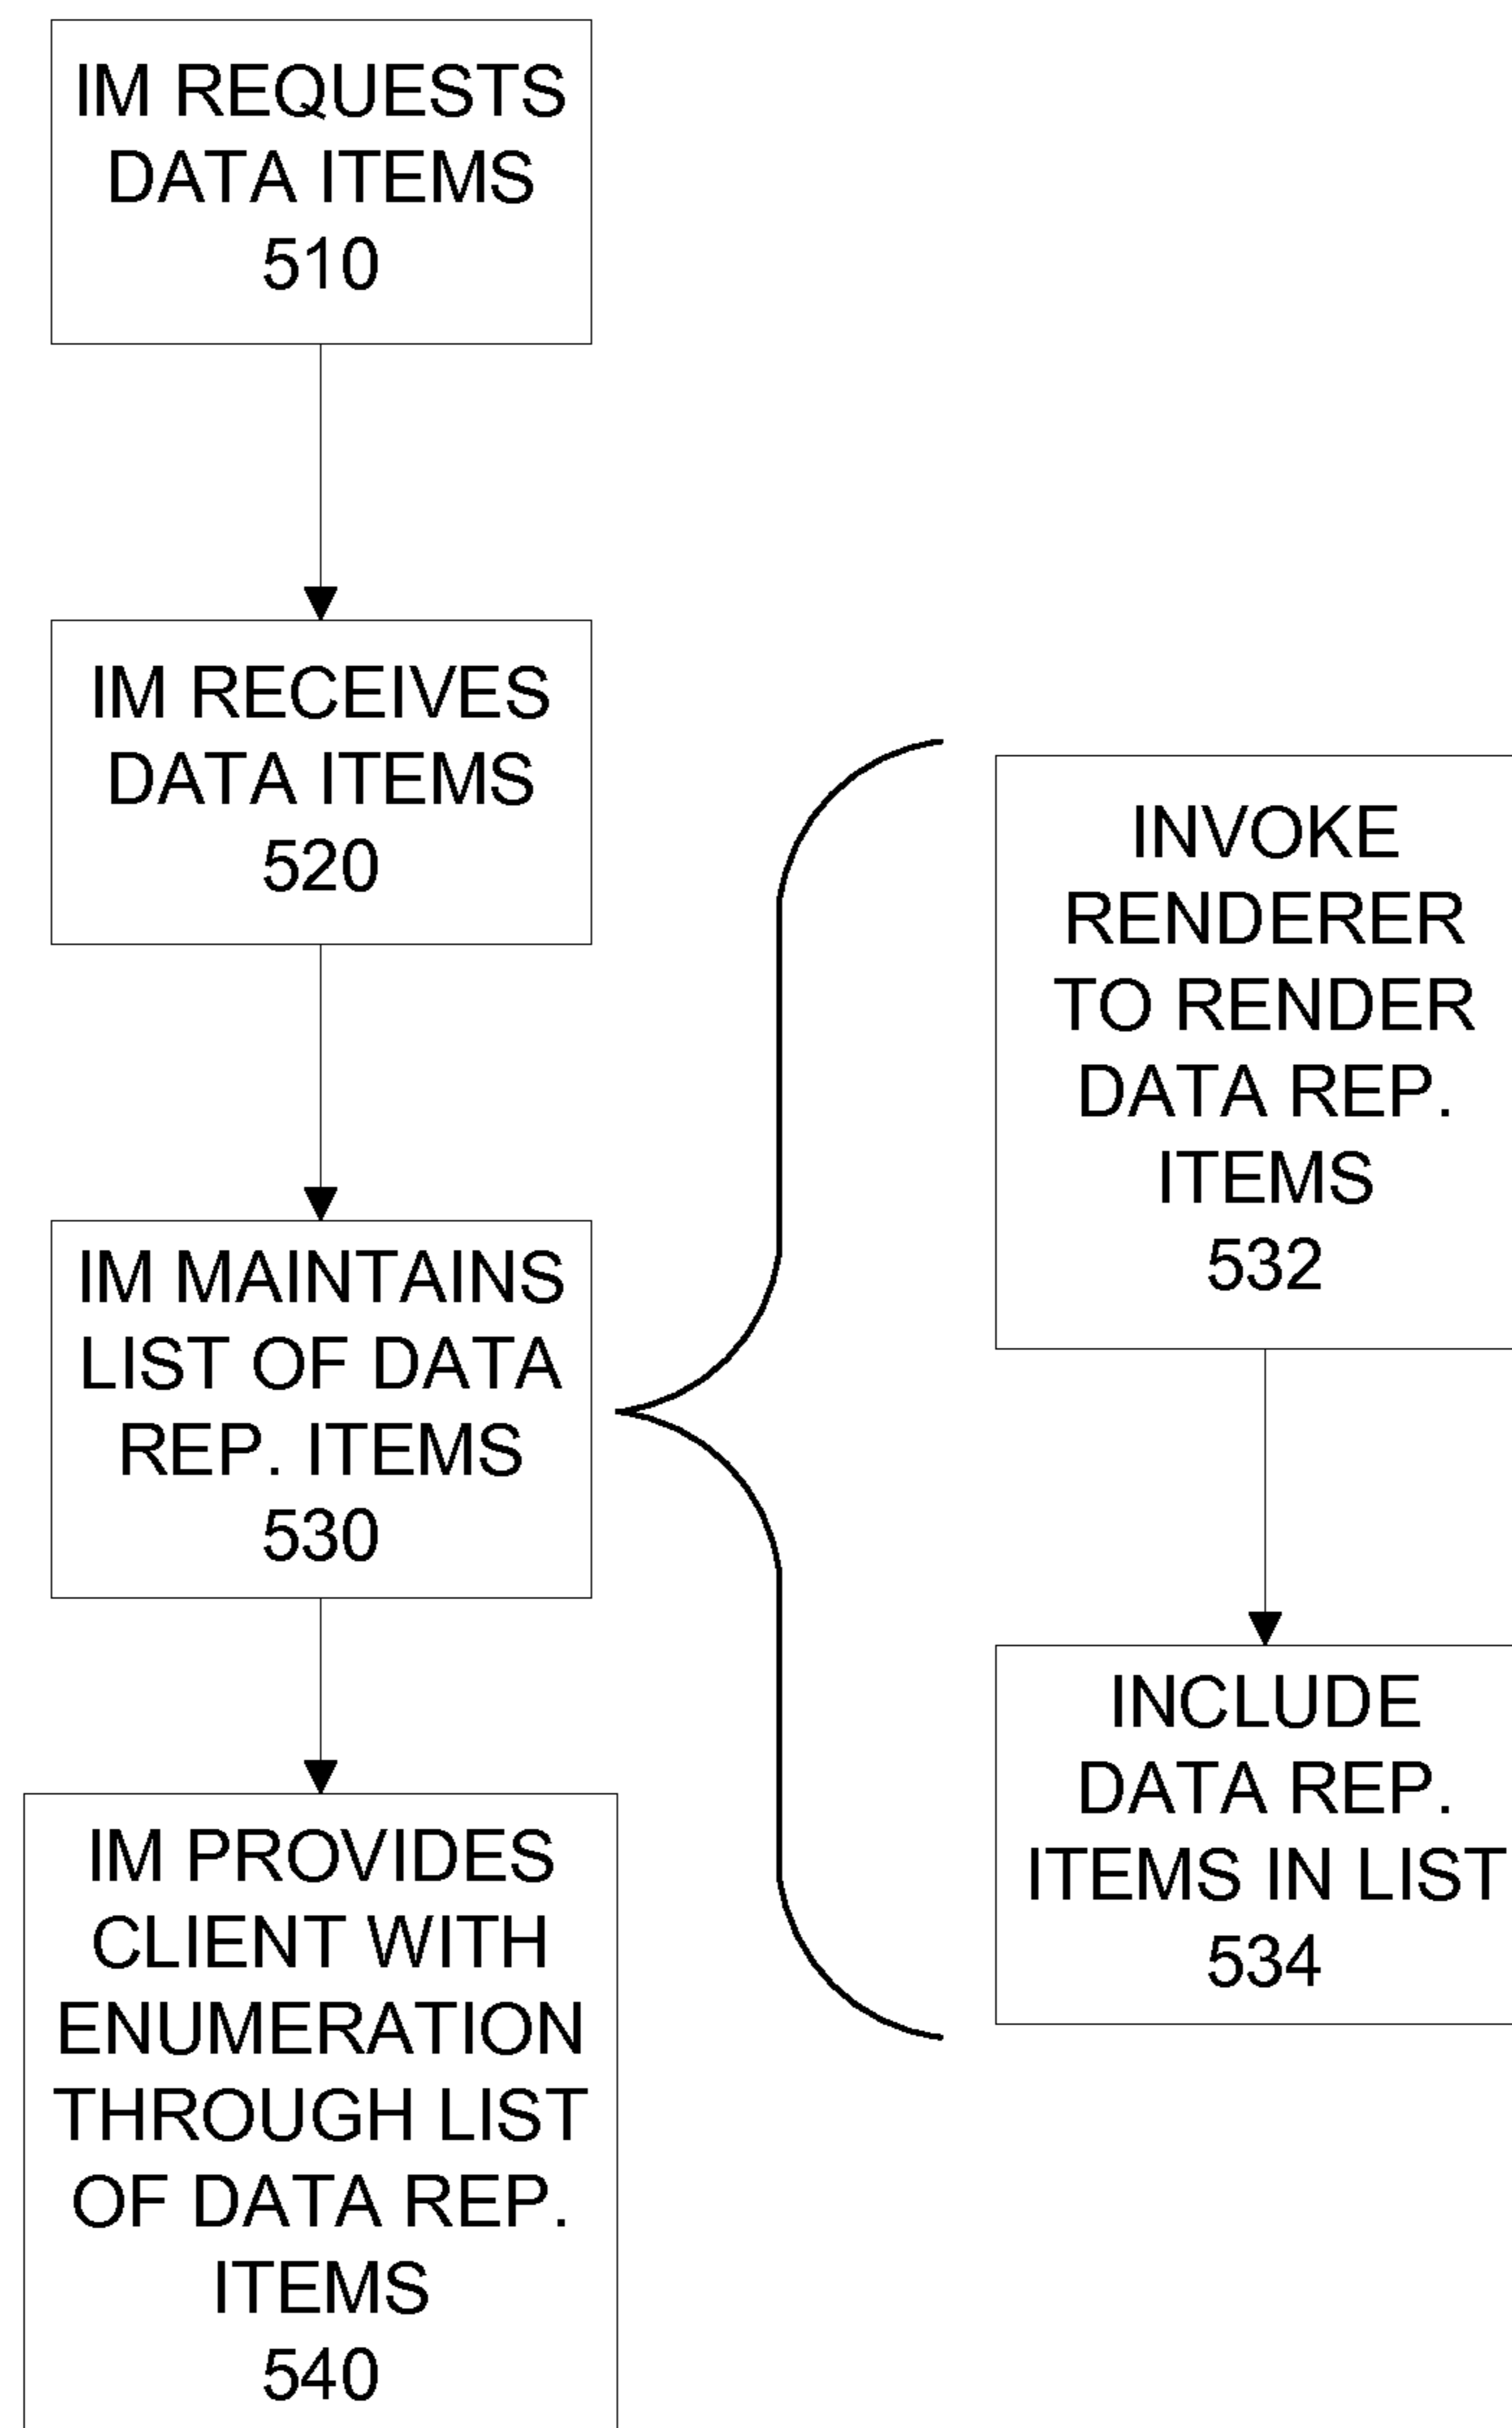 IM REQUESTS
DATA ITEMS
510
IM RECEIVES
DATA ITEMS
520
IM MAINTAINS
LIST OF DATA
REP. ITEMS
530
IM PROVIDES
CLIENT WITH
ENUMERATION
THROUGH LIST
OF DATA REP.
ITEMS
540
INVOKE
RENDERER
TO RENDER
DATA REP.
ITEMS
532
INCLUDE
DATA REP.
ITEMS IN LIST
534